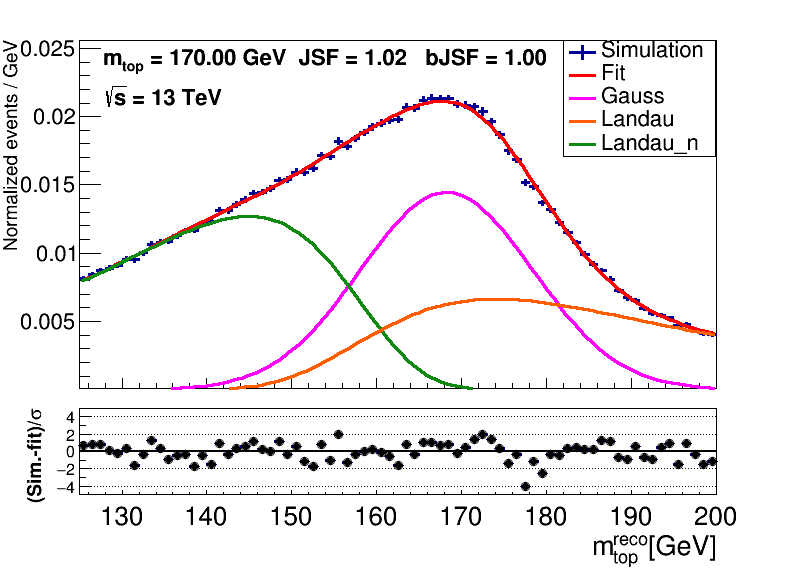 Normalized events / GeV
0.025
0.02
0.015
0.01
0.005
m_top = 170.00 GeV JSF = 1.02 bJSF = 1.00
√s = 13 TeV
Simulation
Fit
Gauss
Landau
Landau_n
(Sim.-fit)/σ
4
2
0
−2
−4
130 140 150 160 170 180 190 200
m_top^reco [GeV]